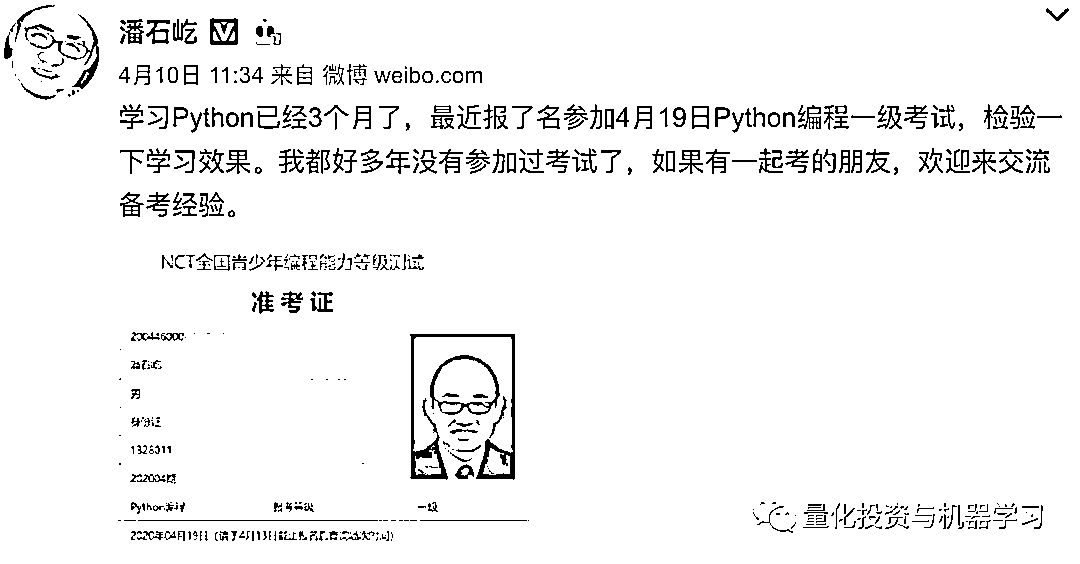 潘石屹
4月10日 11:34 来自 微博 weibo.com
学习Python已经3个月了，最近报了名参加4月19日Python编程一级考试，检验一
下学习效果。我都好多年没有参加过考试了，如果有一起考的朋友，欢迎来交流
备考经验。
NCT全国青少年编程能力等级测试
准考证
潘石屹
男
身份证
1328011
202004期
Python编程 报考等级 一级
2020年04月19日
量化投资与机器学习